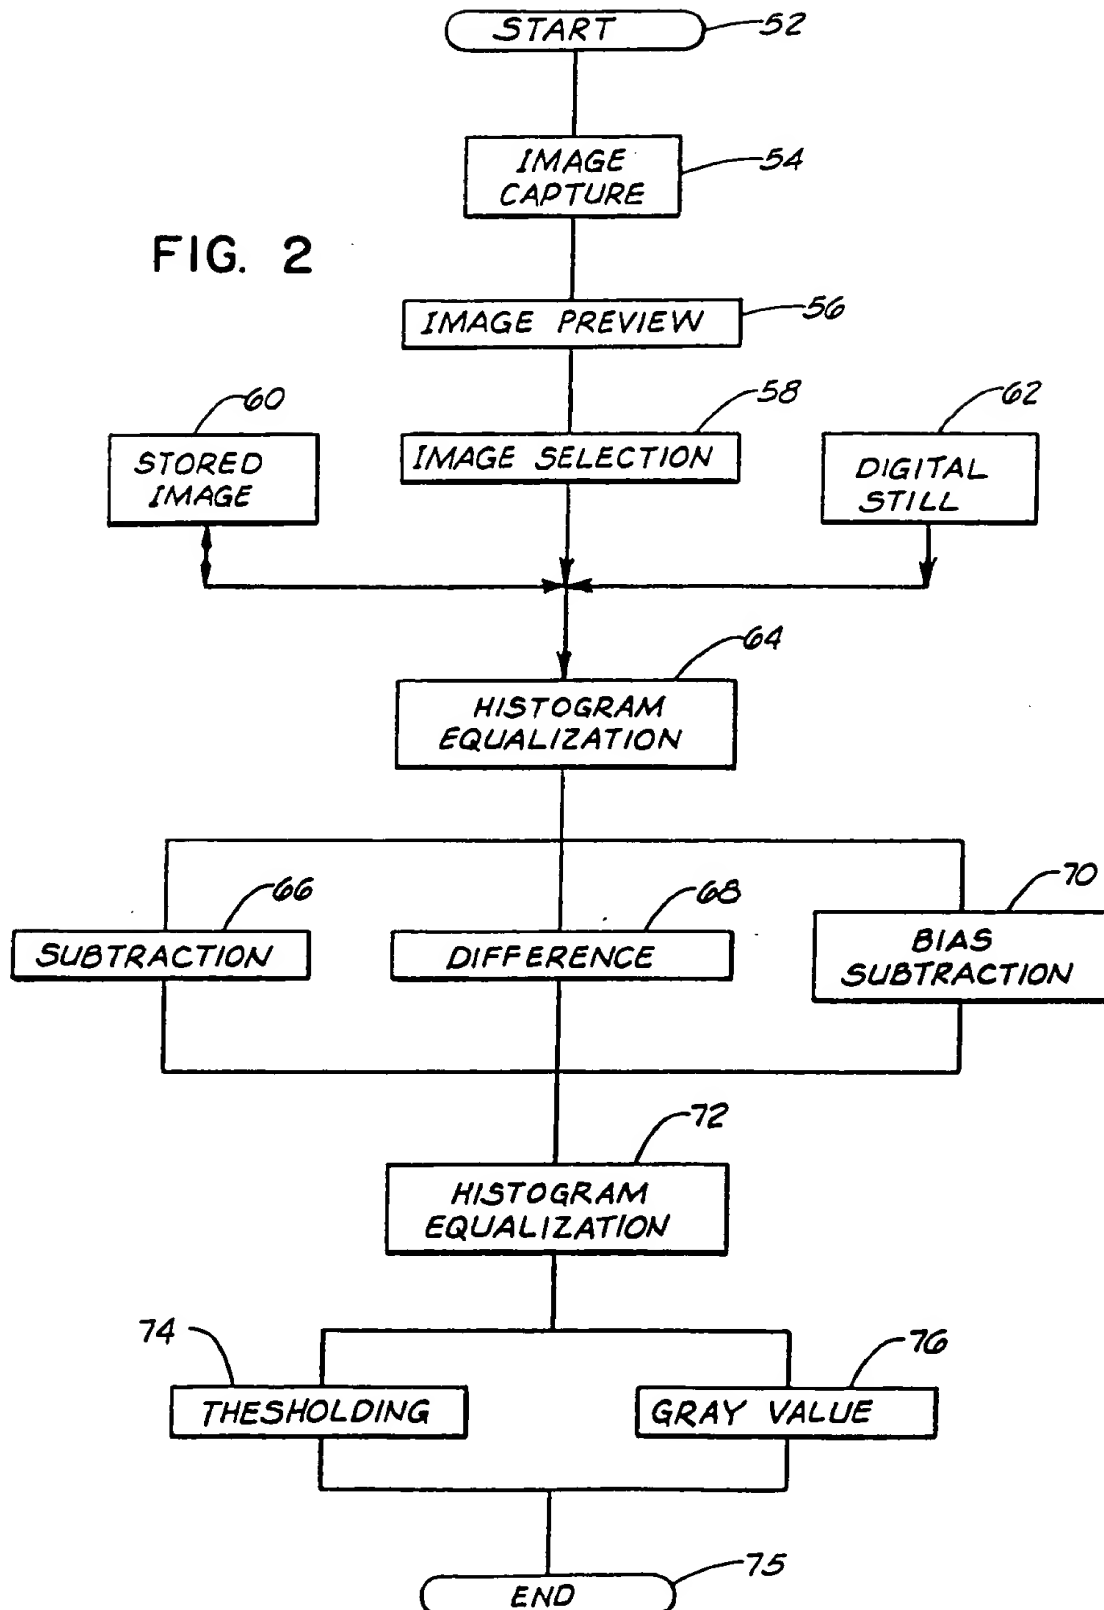 START
52
IMAGE
CAPTURE
54
FIG. 2
IMAGE PREVIEW
56
60
58
62
STORED
IMAGE
IMAGE SELECTION
DIGITAL
STILL
64
HISTOGRAM
EQUALIZATION
66
68
70
SUBTRACTION
DIFFERENCE
BIAS
SUBTRACTION
72
HISTOGRAM
EQUALIZATION
74
76
THESHOLDING
GRAY VALUE
75
END